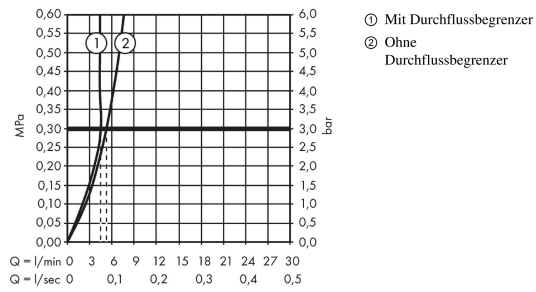 0,60 6,0
0,55 5,5
0,50 5,0
0,45 4,5
0,40 4,0
0,35 3,5
0,30 3,0
0,25 2,5
0,20 2,0
0,15 1,5
0,10 1,0
0,05 0,5
0,00 0,0
MPa
bar
① ②
Q = l/min 0 3 6 9 12 15 18 21 24 27 30
Q = l/sec 0 0,1 0,2 0,3 0,4 0,5
① Mit Durchflussbegrenzer
② Ohne
Durchflussbegrenzer